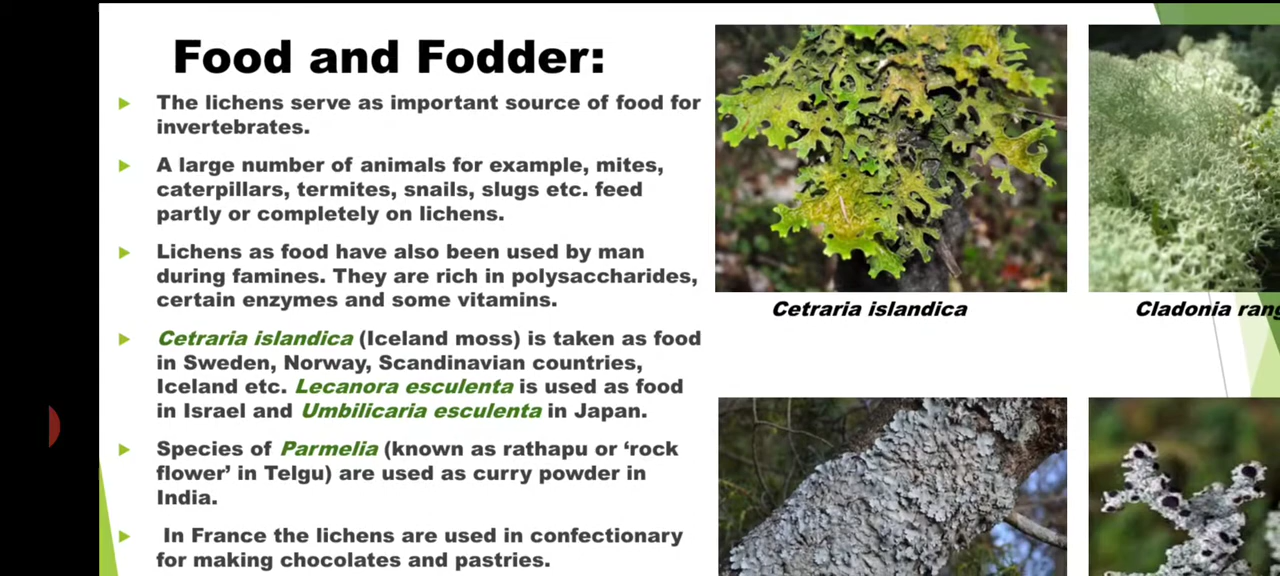 Food and Fodder:
The lichens serve as important source of food for
invertebrates.
A large number of animals for example, mites,
caterpillars, termites, snails, slugs etc. feed
partly or completely on lichens.
Lichens as food have also been used by man
during famines. They are rich in polysaccharides,
certain enzymes and some vitamins.
Cetraria islandica (Iceland moss) is taken as food
in Sweden, Norway, Scandinavian countries,
Iceland etc. Lecanora esculenta is used as food
in Israel and Umbilicaria esculenta in Japan.
Species of Parmelia (known as rathapu or ‘rock
flower’ in Telgu) are used as curry powder in
India.
In France the lichens are used in confectionary
for making chocolates and pastries.
Cetraria islandica
Cladonia